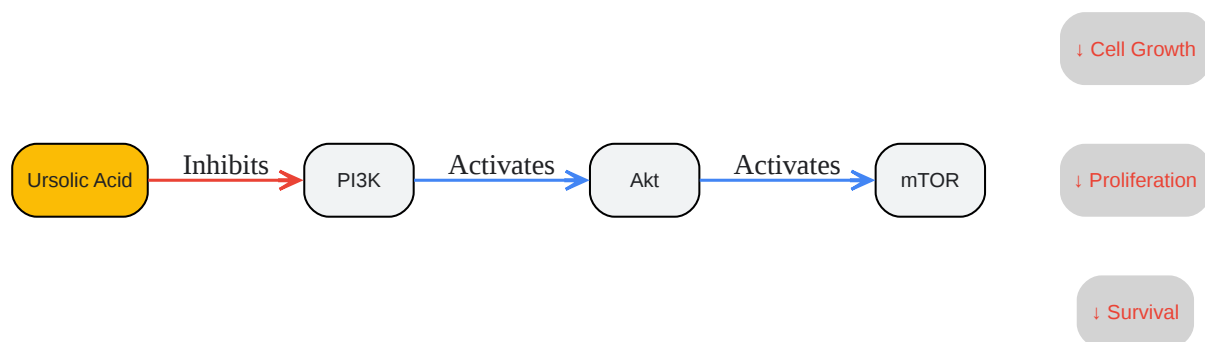 ↓ Cell Growth
Ursolic Acid
Inhibits
PI3K
Activates
Akt
Activates
mTOR
↓ Proliferation
↓ Survival